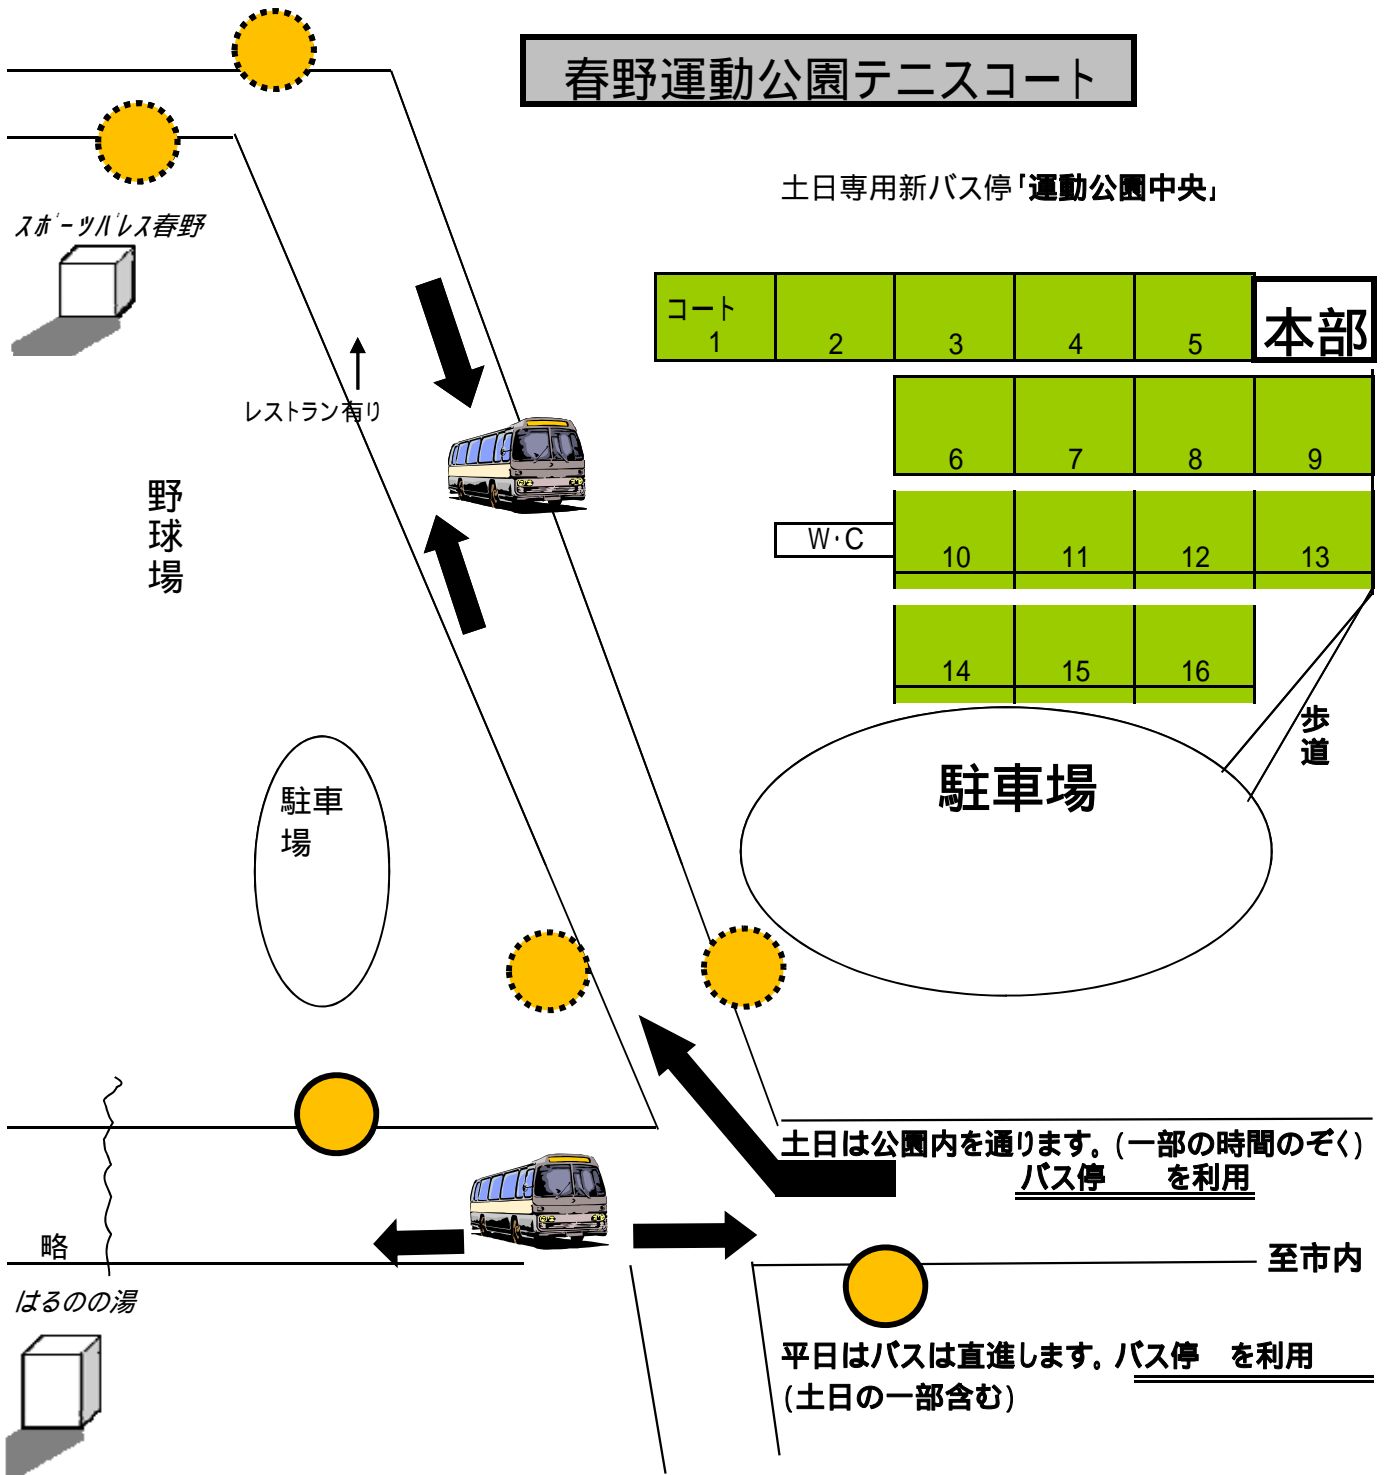 春野運動公園テニスコート
土日専用新バス停「運動公園中央」
スポーツパレス春野
コート
1
2
3
4
5
本部
レストラン有り
6
7
8
9
野球場
W・C
10
11
12
13
14
15
16
歩道
駐車場
駐車
場
土日は公園内を通ります。(一部の時間のぞく)
バス停　　を利用
略
至市内
はるのの湯
平日はバスは直進します。バス停　を利用
(土日の一部含む)